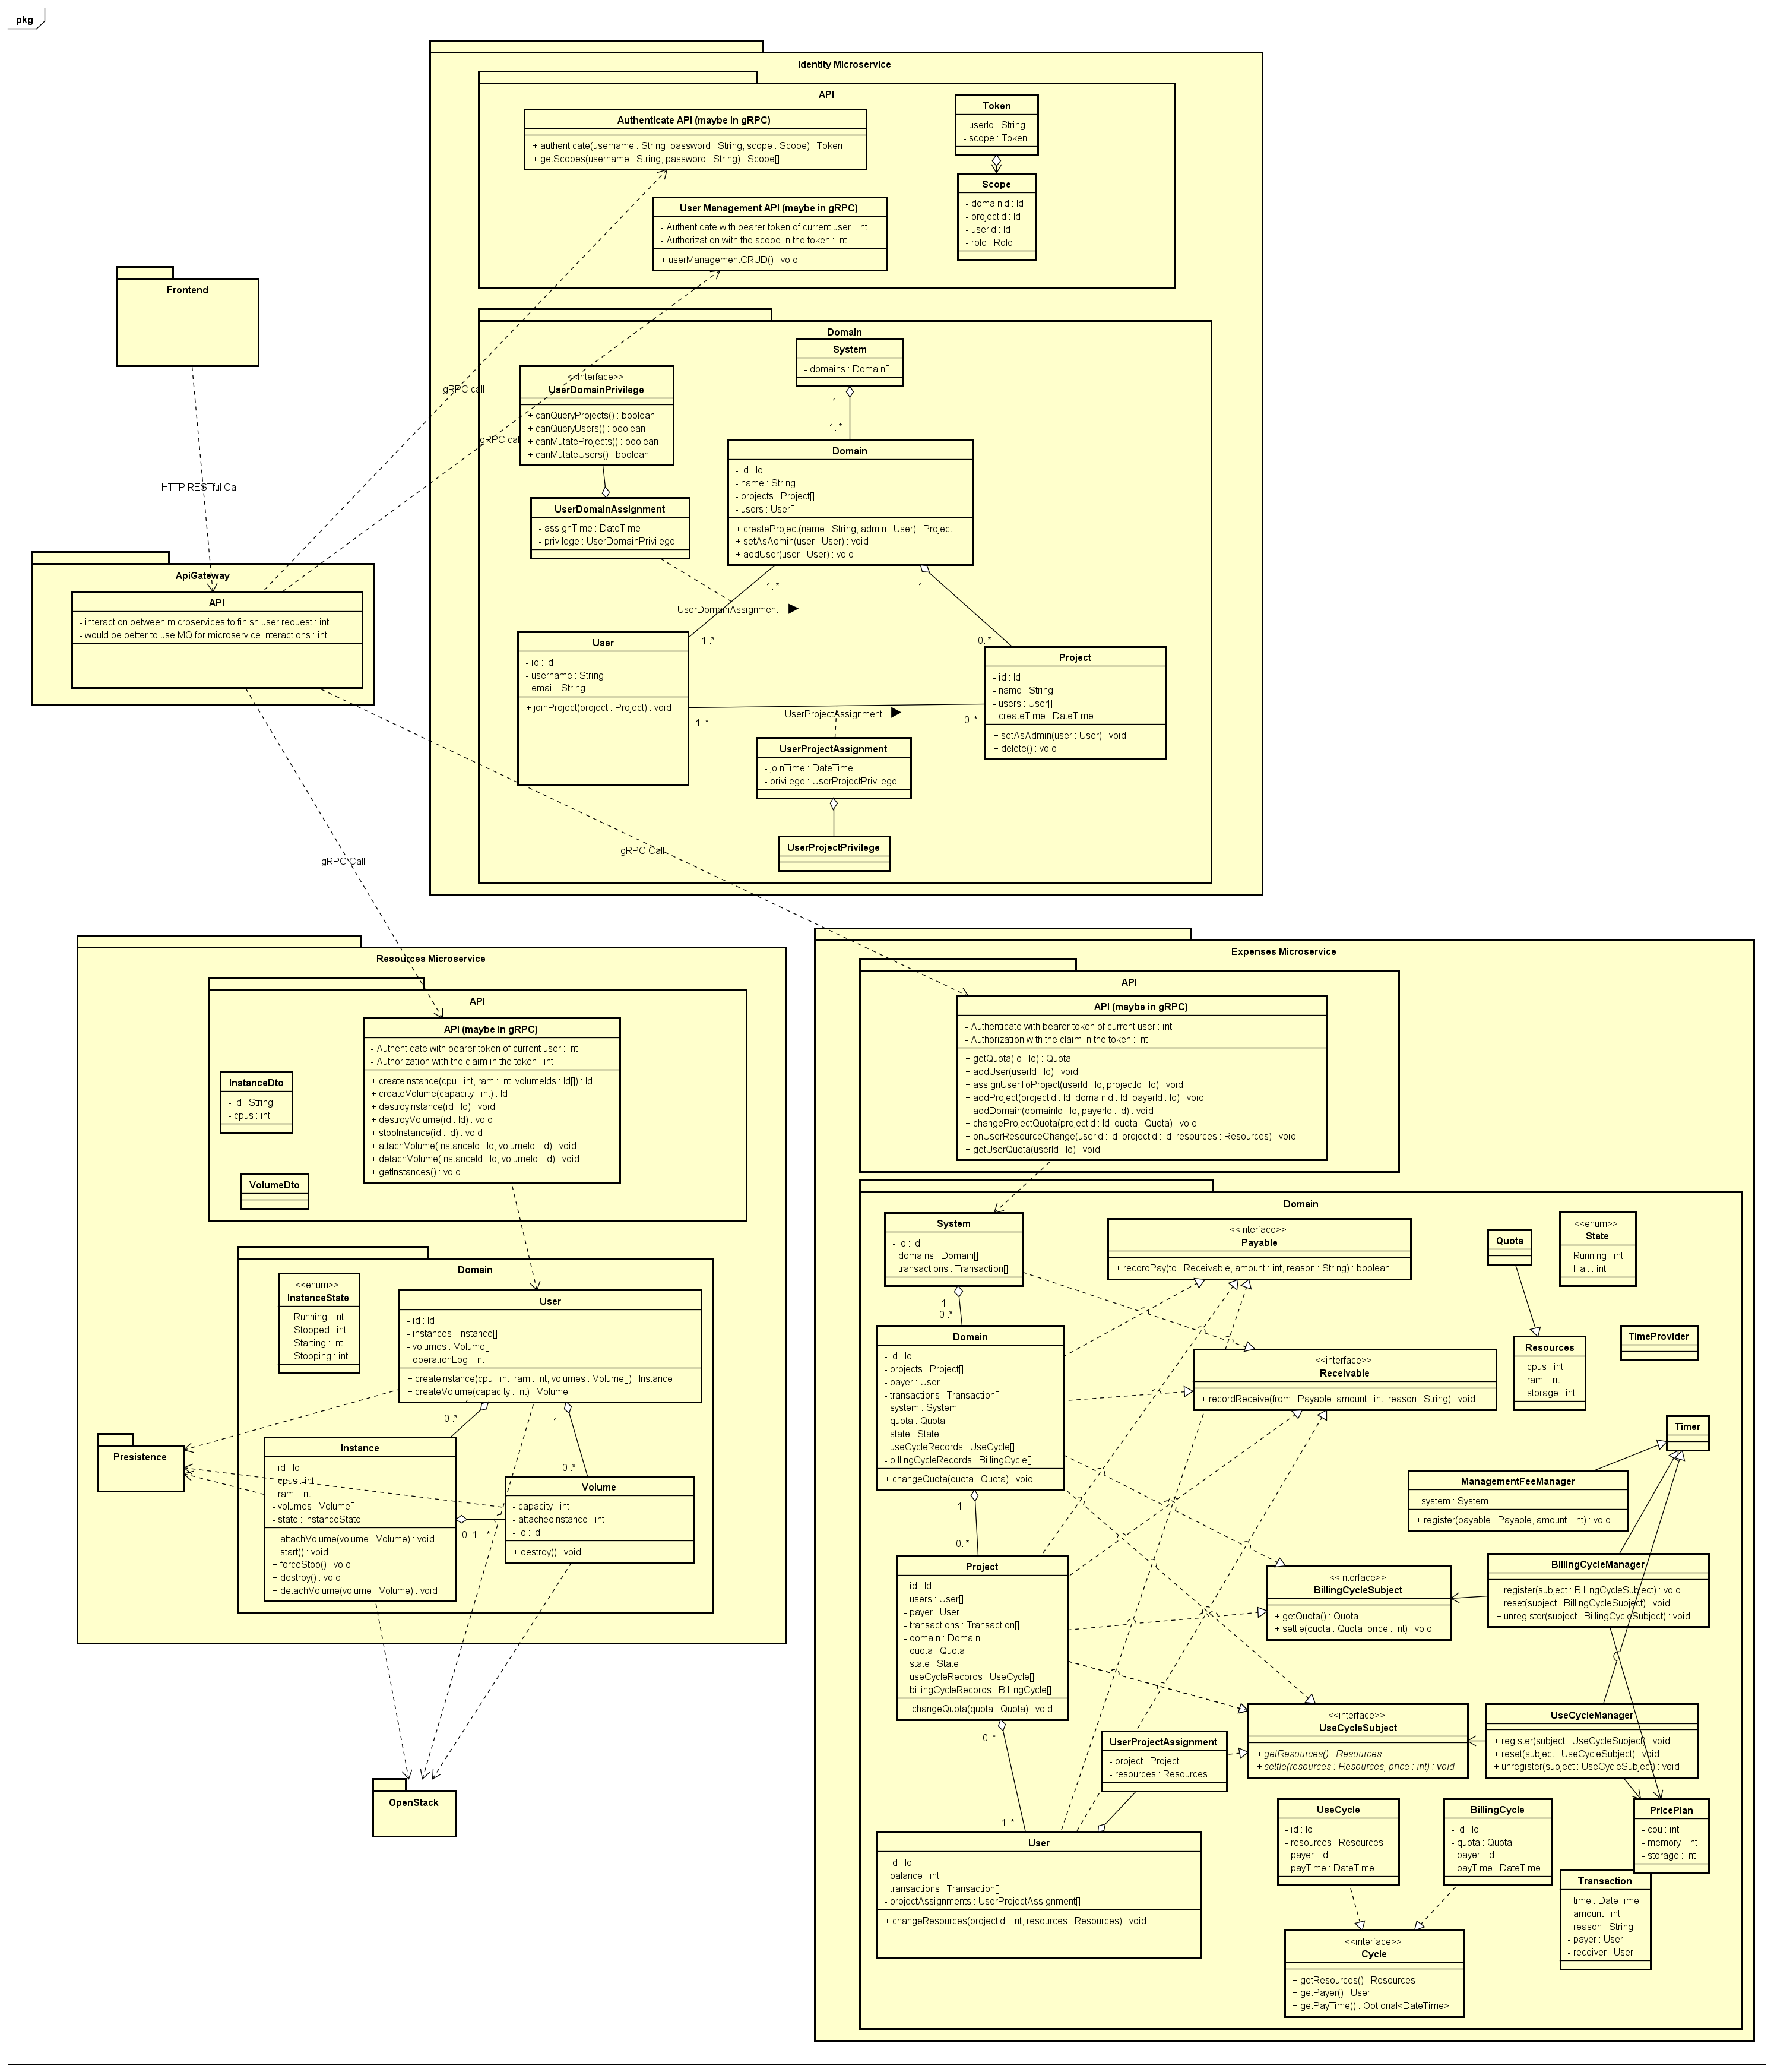 pkg
Identity Microservice
API
Authenticate API (maybe in gRPC)
+ authenticate(username : String, password : String, scope : Scope) : Token
+ getScopes(username : String, password : String) : Scope[]
Token
- userId : String
- scope : Token
Scope
- domainId : Id
- projectId : Id
- userId : Id
- role : Role
User Management API (maybe in gRPC)
- Authenticate with bearer token of current user : int
- Authorization with the scope in the token : int
+ userManagementCRUD() : void
Frontend
HTTP RESTful Call
gRPC call
gRPC call
Domain
System
- domains : Domain[]
1
1..*
<<interface>>
UserDomainPrivilege
+ canQueryProjects() : boolean
+ canQueryUsers() : boolean
+ canMutateProjects() : boolean
+ canMutateUsers() : boolean
UserDomainAssignment
- assignTime : DateTime
- privilege : UserDomainPrivilege
Domain
- id : Id
- name : String
- projects : Project[]
- users : User[]
+ createProject(name : String, admin : User) : Project
+ setAsAdmin(user : User) : void
+ addUser(user : User) : void
1..*
1
UserDomainAssignment
1..*
0..*
User
- id : Id
- username : String
- email : String
+ joinProject(project : Project) : void
Project
- id : Id
- name : String
- users : User[]
- createTime : DateTime
+ setAsAdmin(user : User) : void
+ delete() : void
1..*
UserProjectAssignment
0..*
UserProjectAssignment
- joinTime : DateTime
- privilege : UserProjectPrivilege
UserProjectPrivilege
ApiGateway
API
- interaction between microservices to finish user request : int
- would be better to use MQ for microservice interactions : int
gRPC Call
gRPC Call
Resources Microservice
API
API (maybe in gRPC)
- Authenticate with bearer token of current user : int
- Authorization with the claim in the token : int
+ createInstance(cpu : int, ram : int, volumeIds : Id[]) : Id
+ createVolume(capacity : int) : Id
+ destroyInstance(id : Id) : void
+ destroyVolume(id : Id) : void
+ stopInstance(id : Id) : void
+ attachVolume(instanceId : Id, volumeId : Id) : void
+ detachVolume(instanceId : Id, volumeId : Id) : void
+ getInstances() : void
InstanceDto
- id : String
- cpus : int
VolumeDto
Domain
<<enum>>
InstanceState
+ Running : int
+ Stopped : int
+ Starting : int
+ Stopping : int
User
- id : Id
- instances : Instance[]
- volumes : Volume[]
- operationLog : int
+ createInstance(cpu : int, ram : int, volumes : Volume[]) : Instance
+ createVolume(capacity : int) : Volume
1
0..*
1
0..*
Presistence
Instance
- id : Id
- cpus : int
- ram : int
- volumes : Volume[]
- state : InstanceState
+ attachVolume(volume : Volume) : void
+ start() : void
+ forceStop() : void
+ destroy() : void
+ detachVolume(volume : Volume) : void
Volume
- capacity : int
- attachedInstance : int
- id : Id
+ destroy() : void
0..1
*
OpenStack
Expenses Microservice
API
API (maybe in gRPC)
- Authenticate with bearer token of current user : int
- Authorization with the claim in the token : int
+ getQuota(id : Id) : Quota
+ addUser(userId : Id) : void
+ assignUserToProject(userId : Id, projectId : Id) : void
+ addProject(projectId : Id, domainId : Id, payerId : Id) : void
+ addDomain(domainId : Id, payerId : Id) : void
+ changeProjectQuota(projectId : Id, quota : Quota) : void
+ onUserResourceChange(userId : Id, projectId : Id, resources : Resources) : void
+ getUserQuota(userId : Id) : void
Domain
System
- id : Id
- domains : Domain[]
- transactions : Transaction[]
1
0..*
<<interface>>
Payable
+ recordPay(to : Receivable, amount : int, reason : String) : boolean
Quota
<<enum>>
State
- Running : int
- Halt : int
Domain
- id : Id
- projects : Project[]
- payer : User
- transactions : Transaction[]
- system : System
- quota : Quota
- state : State
- useCycleRecords : UseCycle[]
- billingCycleRecords : BillingCycle[]
+ changeQuota(quota : Quota) : void
<<interface>>
Receivable
+ recordReceive(from : Payable, amount : int, reason : String) : void
Resources
- cpus : int
- ram : int
- storage : int
TimeProvider
Timer
ManagementFeeManager
- system : System
+ register(payable : Payable, amount : int) : void
1
0..*
Project
- id : Id
- users : User[]
- payer : User
- transactions : Transaction[]
- domain : Domain
- quota : Quota
- state : State
- useCycleRecords : UseCycle[]
- billingCycleRecords : BillingCycle[]
+ changeQuota(quota : Quota) : void
<<interface>>
BillingCycleSubject
+ getQuota() : Quota
+ settle(quota : Quota, price : int) : void
BillingCycleManager
+ register(subject : BillingCycleSubject) : void
+ reset(subject : BillingCycleSubject) : void
+ unregister(subject : BillingCycleSubject) : void
<<interface>>
UseCycleSubject
+ getResources() : Resources
+ settle(resources : Resources, price : int) : void
UseCycleManager
+ register(subject : UseCycleSubject) : void
+ reset(subject : UseCycleSubject) : void
+ unregister(subject : UseCycleSubject) : void
0..*
1..*
UserProjectAssignment
- project : Project
- resources : Resources
User
- id : Id
- balance : int
- transactions : Transaction[]
- projectAssignments : UserProjectAssignment[]
+ changeResources(projectId : int, resources : Resources) : void
UseCycle
- id : Id
- resources : Resources
- payer : Id
- payTime : DateTime
BillingCycle
- id : Id
- quota : Quota
- payer : Id
- payTime : DateTime
PricePlan
- cpu : int
- memory : int
- storage : int
Transaction
- time : DateTime
- amount : int
- reason : String
- payer : User
- receiver : User
<<interface>>
Cycle
+ getResources() : Resources
+ getPayer() : User
+ getPayTime() : Optional<DateTime>